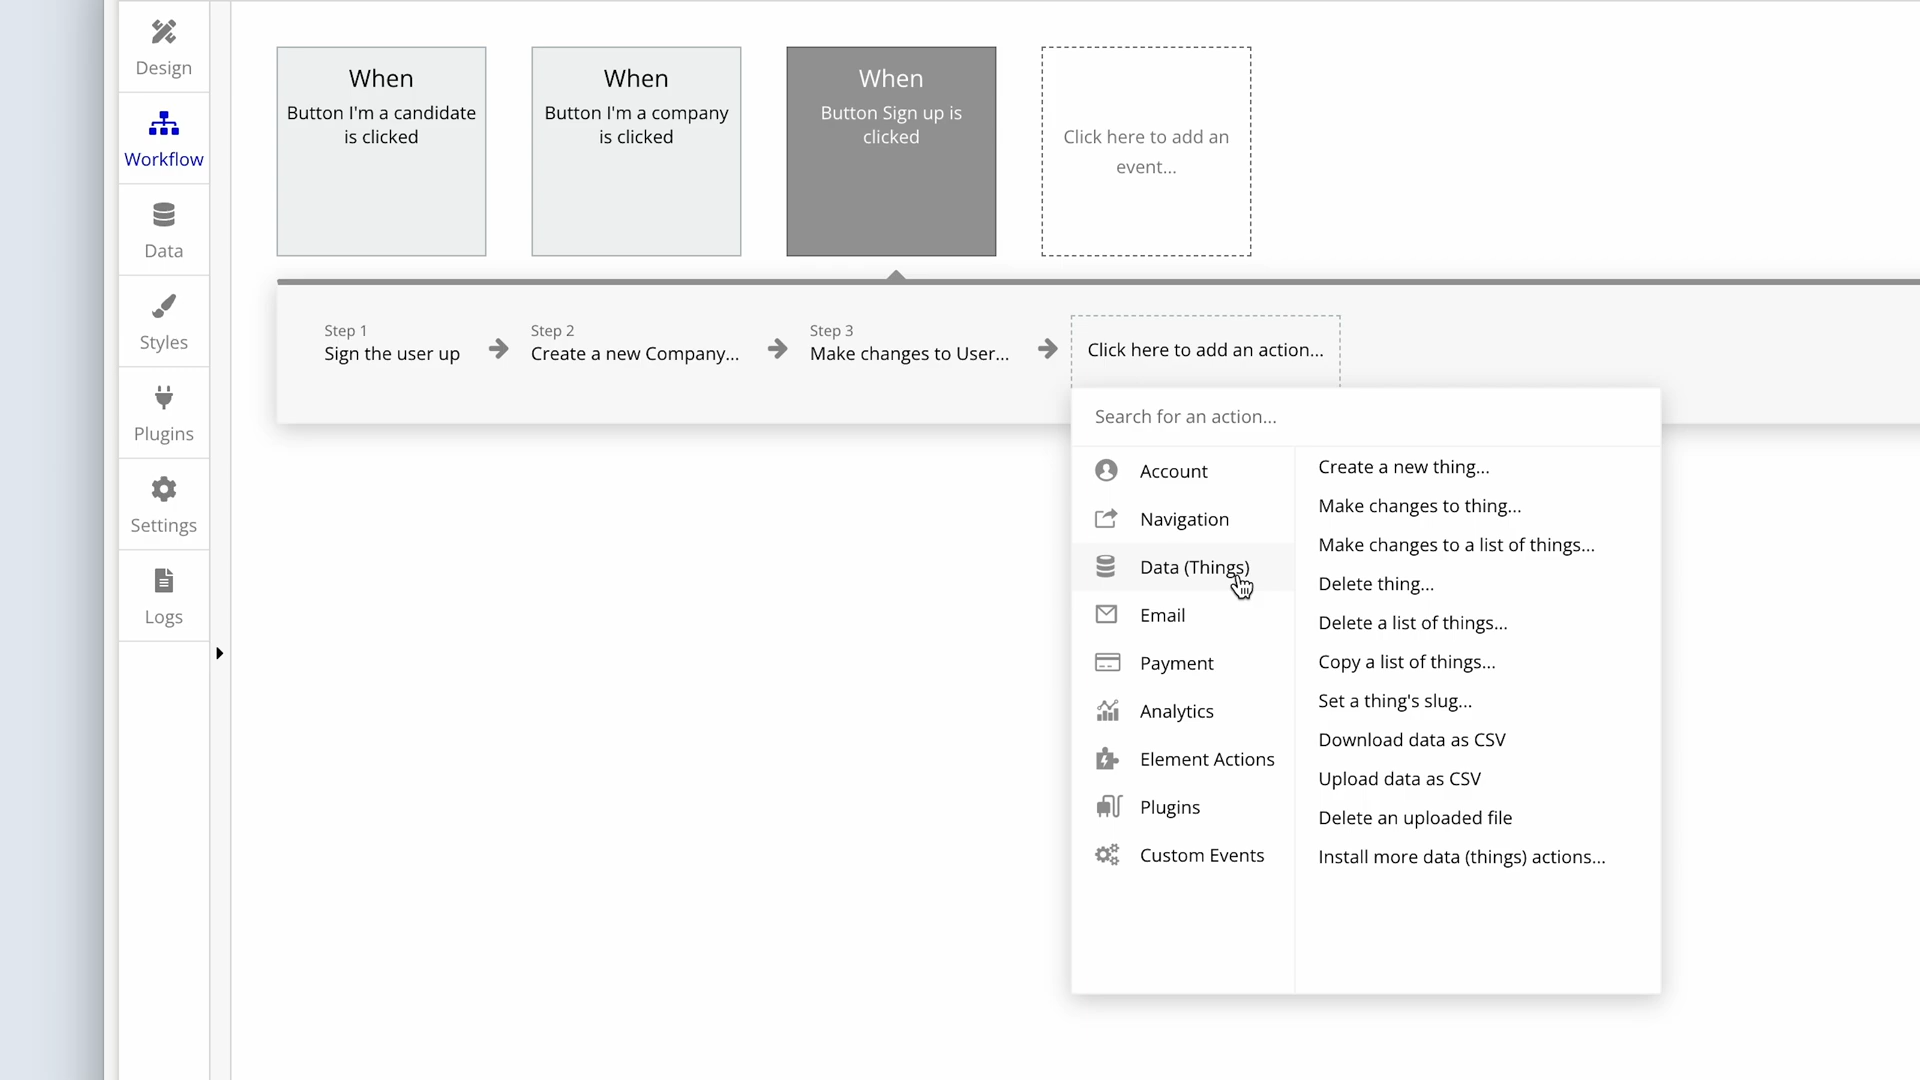 Design
Workflow
Data
Styles
Plugins
Settings
Logs
When
Button I'm a candidate
is clicked
When
Button I'm a company
is clicked
When
Button Sign up is
clicked
Click here to add an
event...
Step 1
Sign the user up
Step 2
Create a new Company...
Step 3
Make changes to User...
Click here to add an action...
Search for an action...
Account
Navigation
Data (Things)
Email
Payment
Analytics
Element Actions
Plugins
Custom Events
Create a new thing...
Make changes to thing...
Make changes to a list of things...
Delete thing...
Delete a list of things...
Copy a list of things...
Set a thing's slug...
Download data as CSV
Upload data as CSV
Delete an uploaded file
Install more data (things) actions...